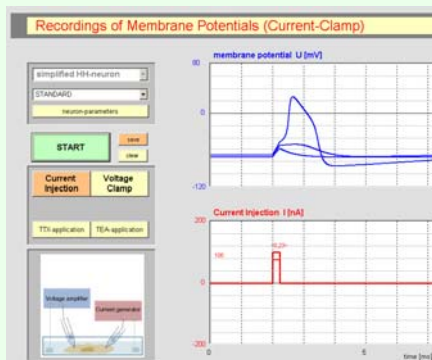 Recordings of Membrane Potentials (Current-Clamp)
simplified HH-neuron
STANDARD
neuron-parameters
START
save
clear
Current
Injection
Voltage
Clamp
TTX-application
TEA-application
Voltage amplifier
Current generator
membrane potential U [mV]
80
0
-120
Current Injection I [nA]
200
0
-200
0
5
time [ms]